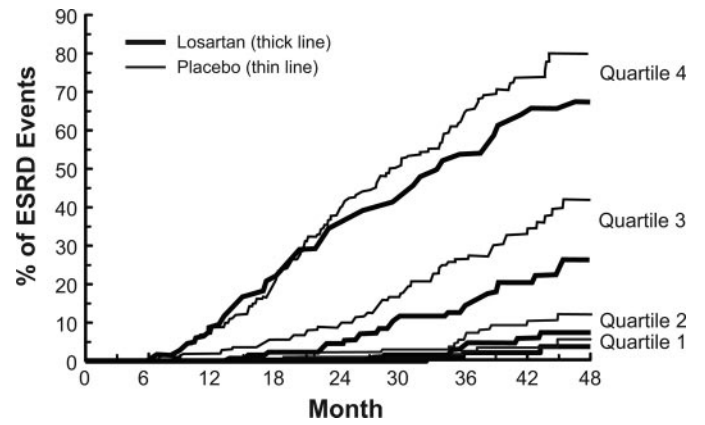 90
80
70
60
50
40
30
20
10
0
% of ESRD Events
Losartan (thick line)
Placebo (thin line)
Quartile 4
Quartile 3
Quartile 2
Quartile 1
0 6 12 18 24 30 36 42 48
Month